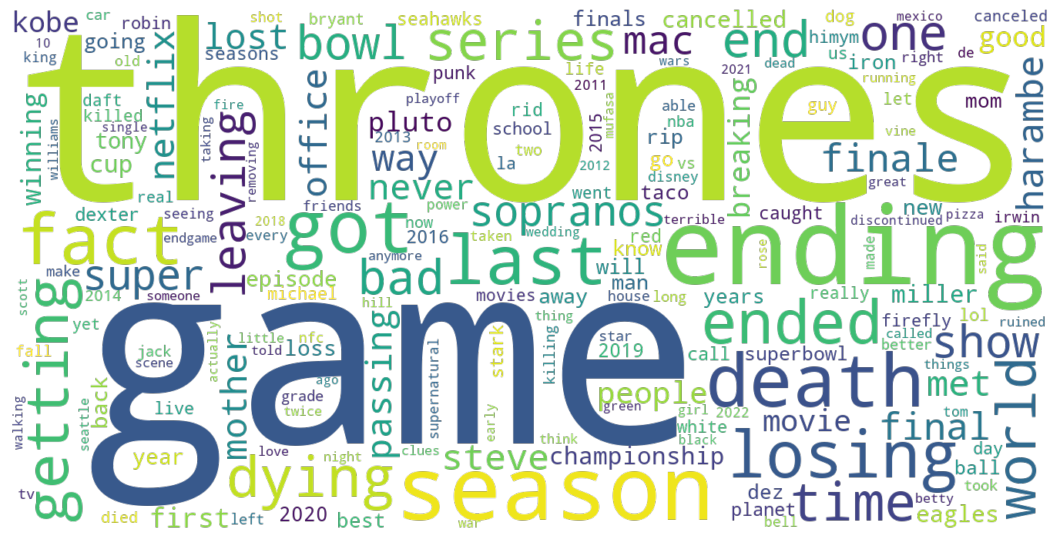 thrones
game
ending
season
death
losing
last
got
fact
series
end
one
bowl
lost
mac
world
time
show
ended
getting
dying
leaving
netflix
office
pluto
way
never
bad
sopranos
finale
harambe
super
mother
passing
steve
championship
people
final
met
movie
miller
winning
cup
tony
kobe
robin
going
car
shot
bryant
seahawks
finals
cancelled
dog
himym
us
iron
mexico
canceled
good
king
10
old
seasons
punk
life
2011
wars
dead
2021
de
right
running
let
mom
daft
killed
single
williams
fire
taking
removing
real
2013
playoff
room
school
two
la
rid
able
nba
2015
rip
go
vs
2012
disney
mufasa
guy
vine
breaking
taco
went
great
dexter
seeing
2018
friends
power
now
2016
taken
wedding
terrible
caught
discontinued
new
pizza
irwin
know
red
will
man
rose
made
said
endgame
every
anymore
episode
michael
hill
movies
away
house
long
years
really
firefly
lol
ruined
make
someone
scott
2014
yet
fall
jack
scene
back
live
actually
little
nfc
told
loss
ago
grade
twice
supernatural
stark
early
thing
killing
star
2019
call
superbowl
called
better
things
green
girl
2022
white
black
tom
day
ball
took
walking
seattle
year
love
night
clues
think
tv
died
first
left
2020
best
war
dez
planet
bell
betty
eagles